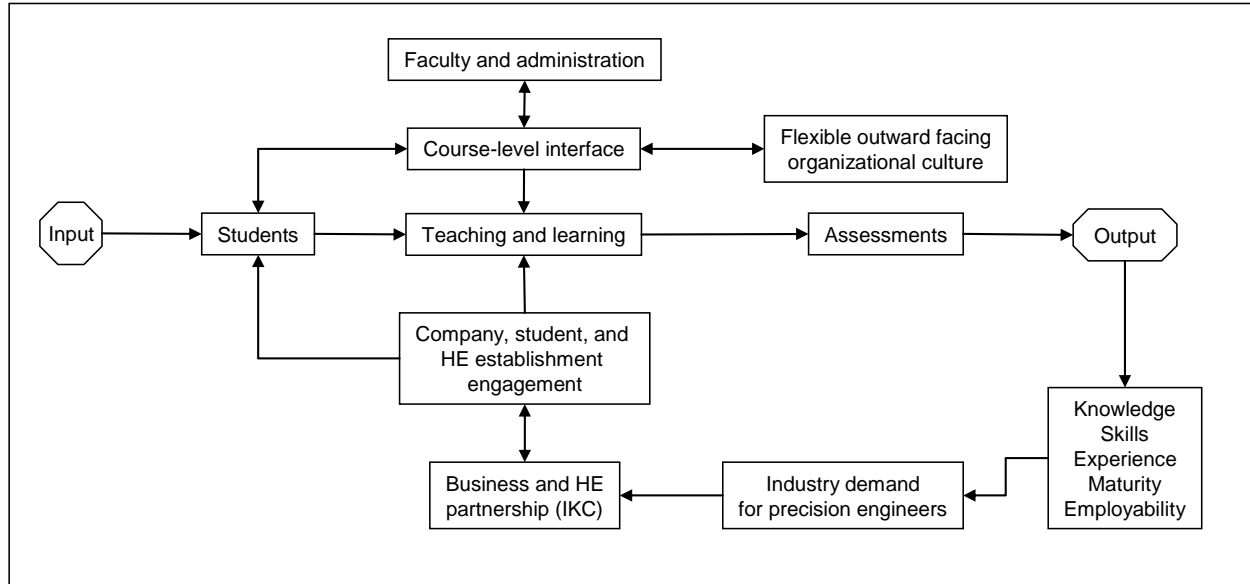 Faculty and administration
Course-level interface
Flexible outward facing
organizational culture
Input
Students
Teaching and learning
Assessments
Output
Company, student, and
HE establishment
engagement
Knowledge
Skills
Experience
Maturity
Employability
Business and HE
partnership (IKC)
Industry demand
for precision engineers